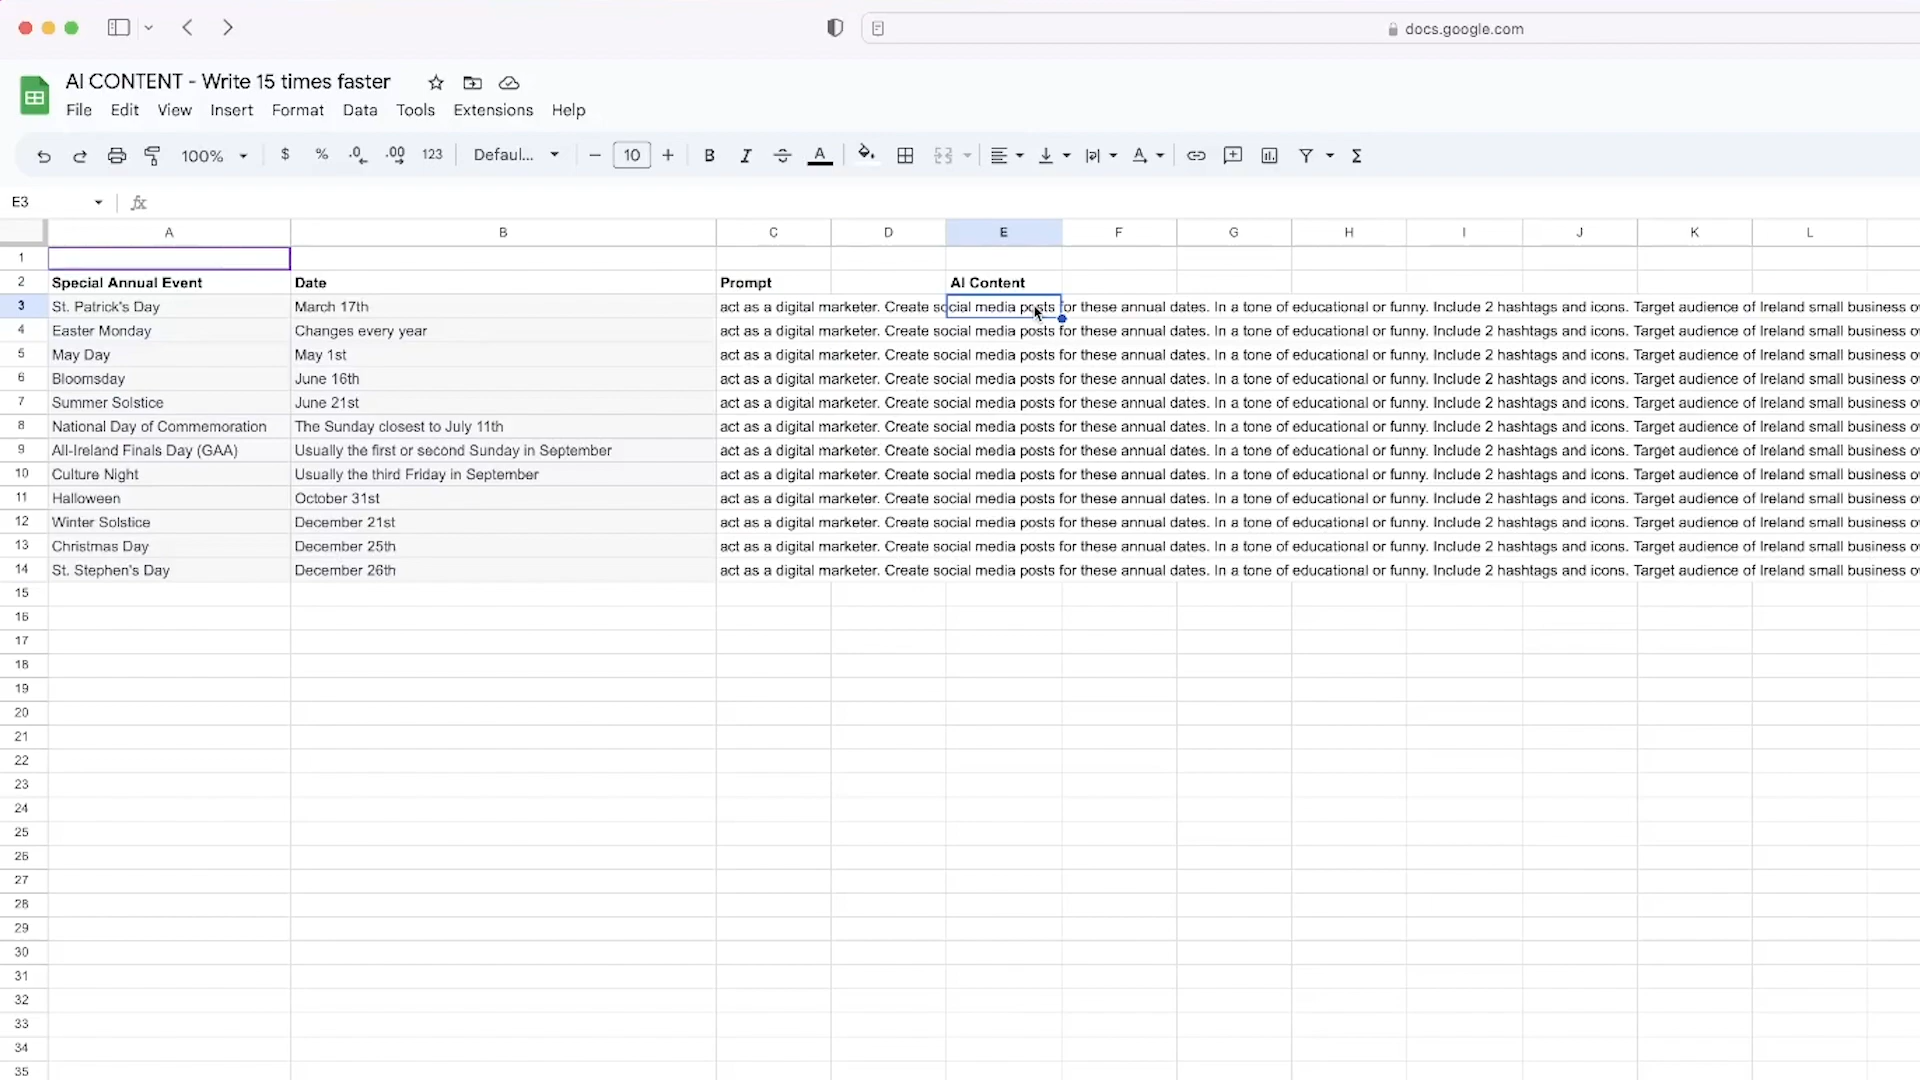 docs.google.com
AI CONTENT - Write 15 times faster
File Edit View Insert Format Data Tools Extensions Help
100% $ % .0 .00 123 Defaul... − 10 + B I A A Σ
E3 fx
A B C D E F G H I J K L
1
2 Special Annual Event Date Prompt AI Content
3 St. Patrick's Day March 17th act as a digital marketer. Create social media posts for these annual dates. In a tone of educational or funny. Include 2 hashtags and icons. Target audience of Ireland small business
4 Easter Monday Changes every year act as a digital marketer. Create social media posts for these annual dates. In a tone of educational or funny. Include 2 hashtags and icons. Target audience of Ireland small business
5 May Day May 1st act as a digital marketer. Create social media posts for these annual dates. In a tone of educational or funny. Include 2 hashtags and icons. Target audience of Ireland small business
6 Bloomsday June 16th act as a digital marketer. Create social media posts for these annual dates. In a tone of educational or funny. Include 2 hashtags and icons. Target audience of Ireland small business
7 Summer Solstice June 21st act as a digital marketer. Create social media posts for these annual dates. In a tone of educational or funny. Include 2 hashtags and icons. Target audience of Ireland small business
8 National Day of Commemoration The Sunday closest to July 11th act as a digital marketer. Create social media posts for these annual dates. In a tone of educational or funny. Include 2 hashtags and icons. Target audience of Ireland small business
9 All-Ireland Finals Day (GAA) Usually the first or second Sunday in September act as a digital marketer. Create social media posts for these annual dates. In a tone of educational or funny. Include 2 hashtags and icons. Target audience of Ireland small business
10 Culture Night Usually the third Friday in September act as a digital marketer. Create social media posts for these annual dates. In a tone of educational or funny. Include 2 hashtags and icons. Target audience of Ireland small business
11 Halloween October 31st act as a digital marketer. Create social media posts for these annual dates. In a tone of educational or funny. Include 2 hashtags and icons. Target audience of Ireland small business
12 Winter Solstice December 21st act as a digital marketer. Create social media posts for these annual dates. In a tone of educational or funny. Include 2 hashtags and icons. Target audience of Ireland small business
13 Christmas Day December 25th act as a digital marketer. Create social media posts for these annual dates. In a tone of educational or funny. Include 2 hashtags and icons. Target audience of Ireland small business
14 St. Stephen's Day December 26th act as a digital marketer. Create social media posts for these annual dates. In a tone of educational or funny. Include 2 hashtags and icons. Target audience of Ireland small business
15
16
17
18
19
20
21
22
23
24
25
26
27
28
29
30
31
32
33
34
35